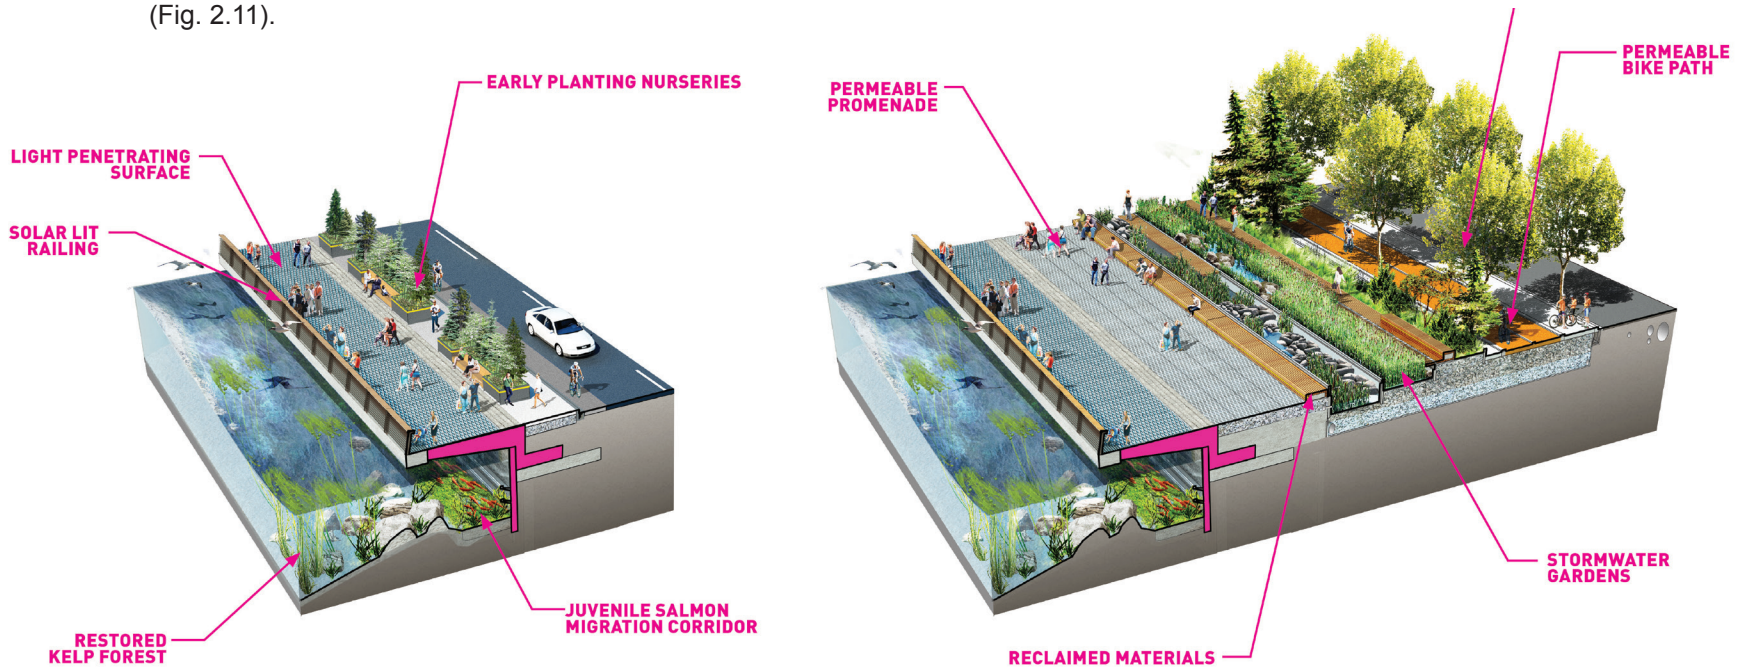 (Fig. 2.11).
EARLY PLANTING NURSERIES
LIGHT PENETRATING
SURFACE
SOLAR LIT
RAILING
RESTORED
KELP FOREST
JUVENILE SALMON
MIGRATION CORRIDOR
PERMEABLE
PROMENADE
PERMEABLE
BIKE PATH
STORMWATER
GARDENS
RECLAIMED MATERIALS